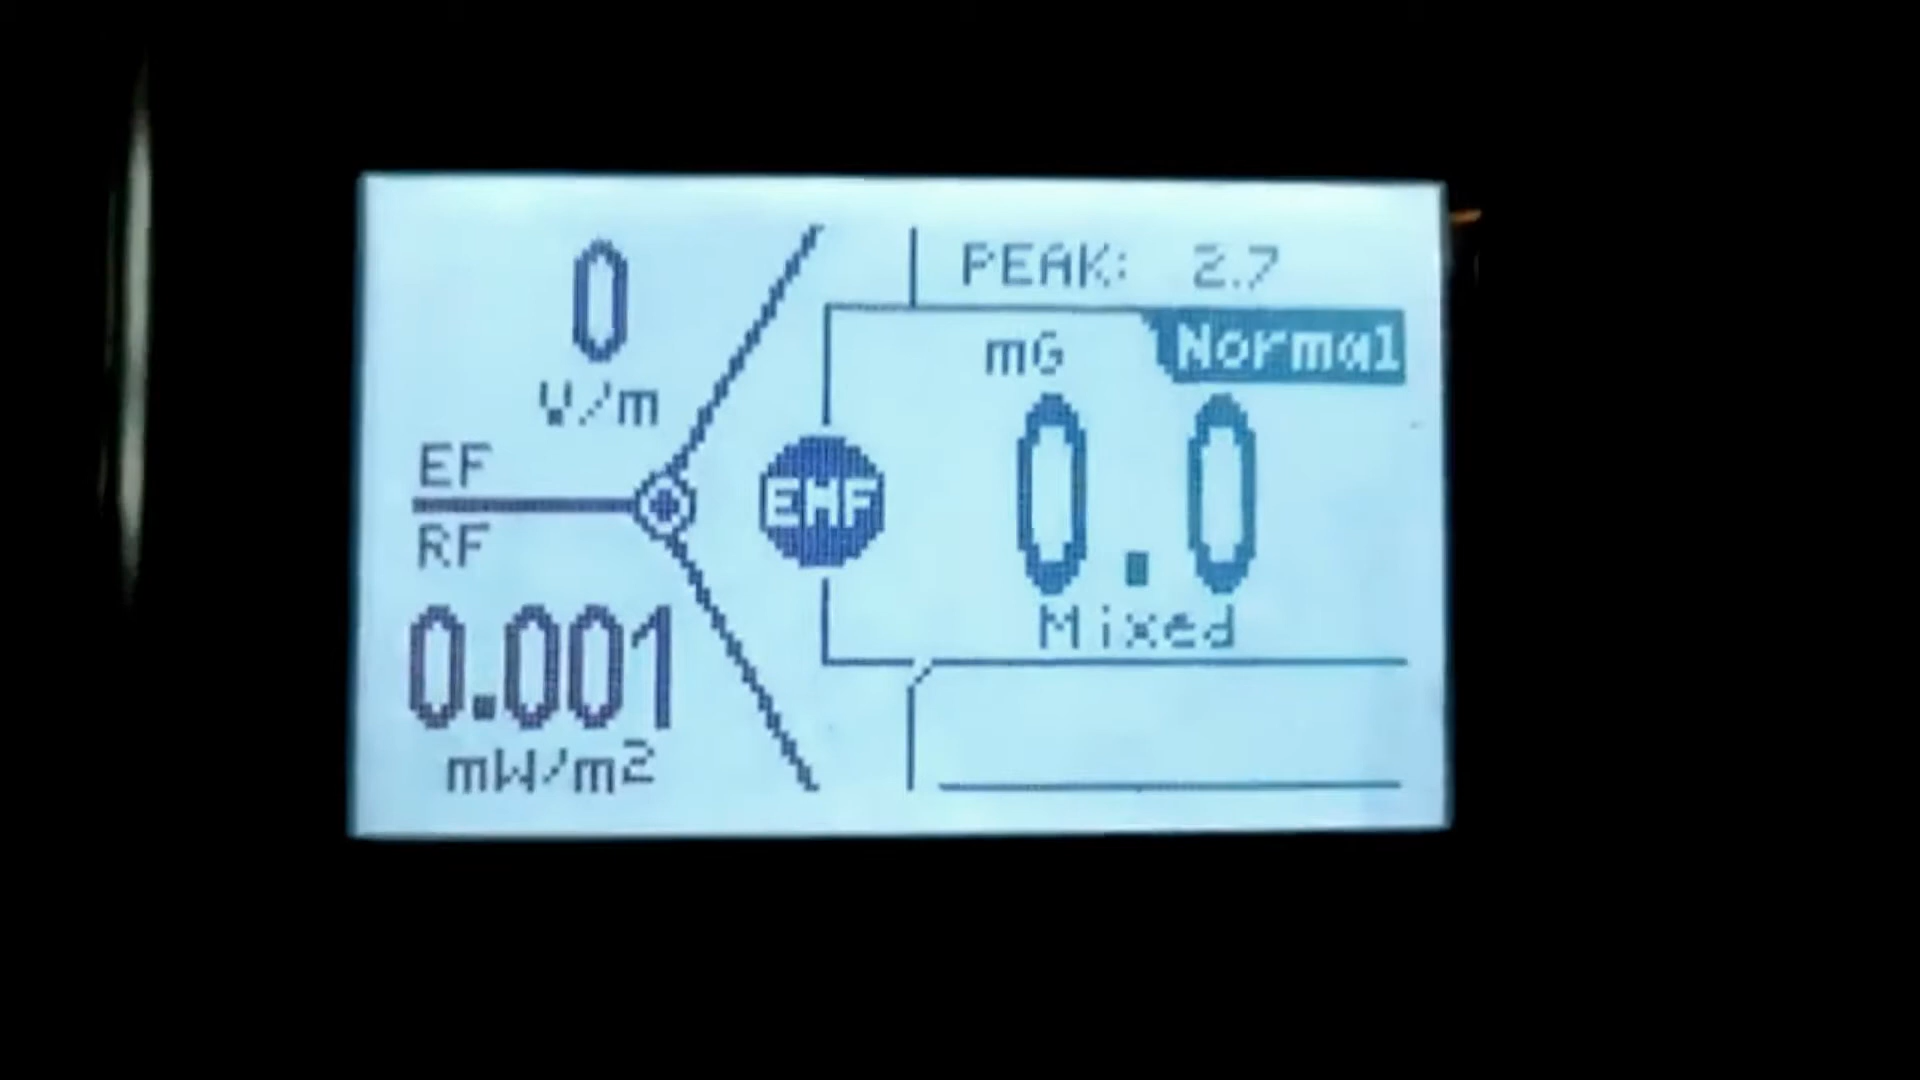 0
V/m
EF
RF
0.001
mW/m2
PEAK: 2.7
mG
Normal
EMF
0.0
Mixed